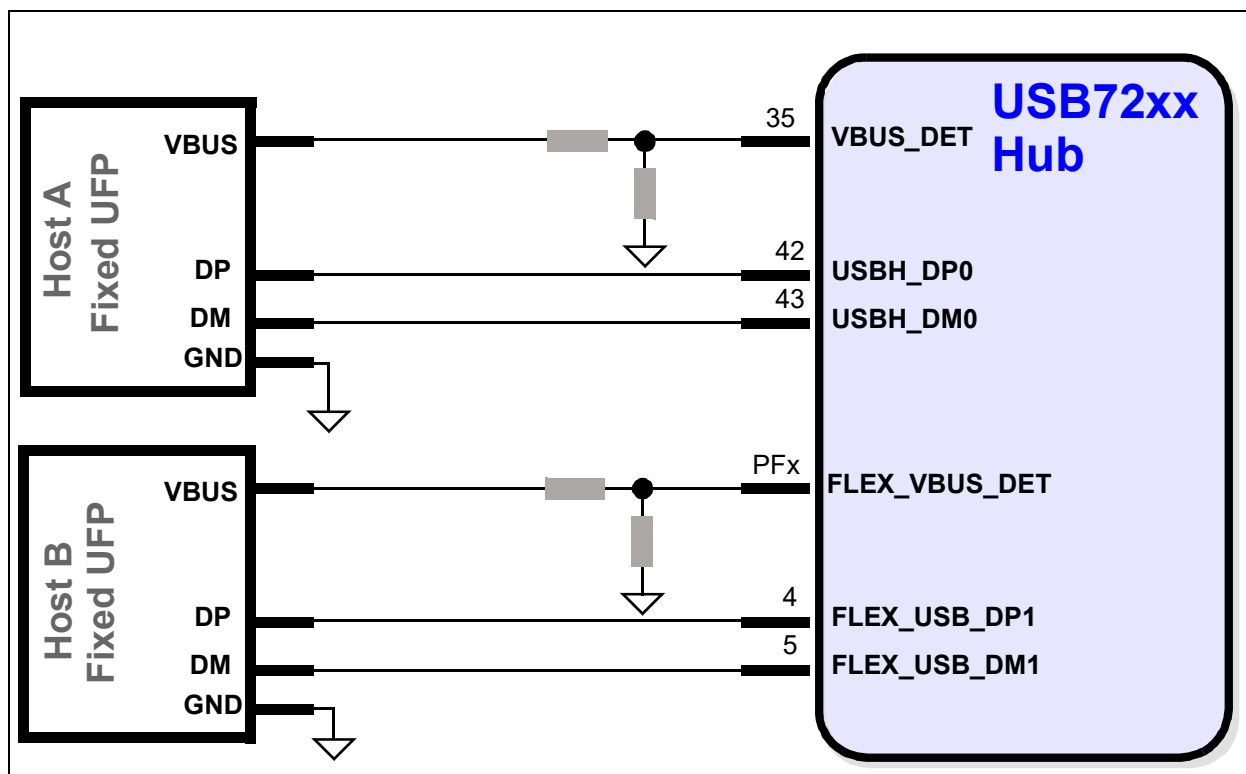 USB72xx
Hub
Host A
Fixed UFP
VBUS
DP
DM
GND
35
VBUS_DET
42
USBH_DP0
43
USBH_DM0
Host B
Fixed UFP
VBUS
DP
DM
GND
PFx
FLEX_VBUS_DET
4
FLEX_USB_DP1
5
FLEX_USB_DM1